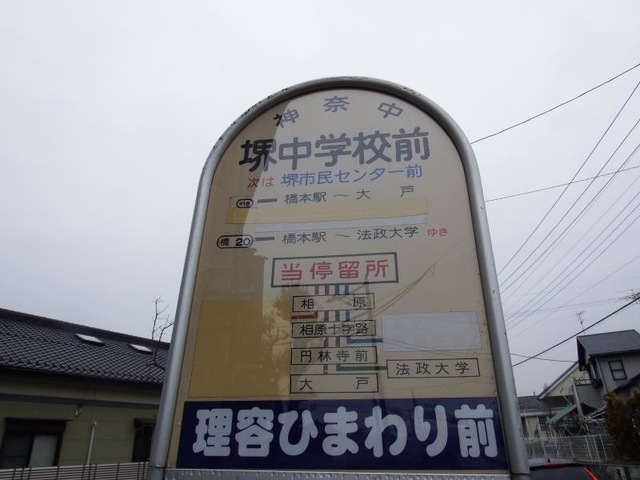 神奈中
堺中学校前
次は 堺市民センター前
橋本駅～大戸
橋20 橋本駅～法政大学 ゆき
当停留所
相原
相原十字路
円林寺前
法政大学
大戸
理容ひまわり前